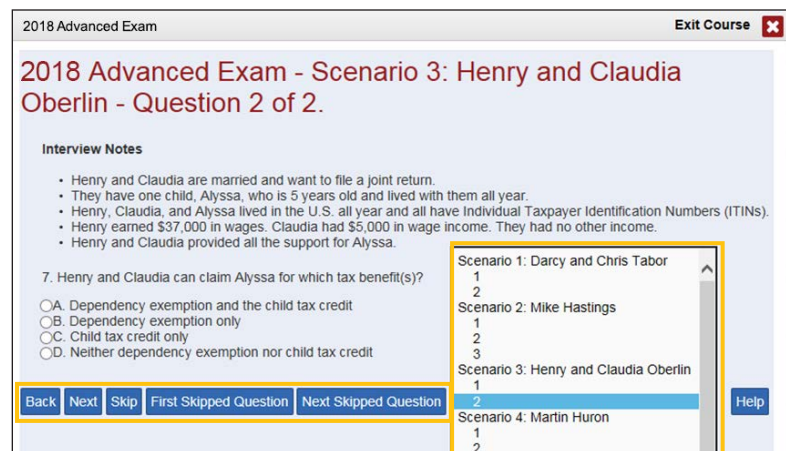 2018 Advanced Exam
Exit Course
2018 Advanced Exam - Scenario 3: Henry and Claudia
Oberlin - Question 2 of 2.
Interview Notes
• Henry and Claudia are married and want to file a joint return.
• They have one child, Alyssa, who is 5 years old and lived with them all year.
• Henry, Claudia, and Alyssa lived in the U.S. all year and all have Individual Taxpayer Identification Numbers (ITINs).
• Henry earned $37,000 in wages. Claudia had $5,000 in wage income. They had no other income.
• Henry and Claudia provided all the support for Alyssa.
7. Henry and Claudia can claim Alyssa for which tax benefit(s)?
A. Dependency exemption and the child tax credit
B. Dependency exemption only
C. Child tax credit only
D. Neither dependency exemption nor child tax credit
Back Next Skip First Skipped Question Next Skipped Question
Scenario 1: Darcy and Chris Tabor
1
2
Scenario 2: Mike Hastings
1
2
3
Scenario 3: Henry and Claudia Oberlin
1
2
Scenario 4: Martin Huron
1
2
Help